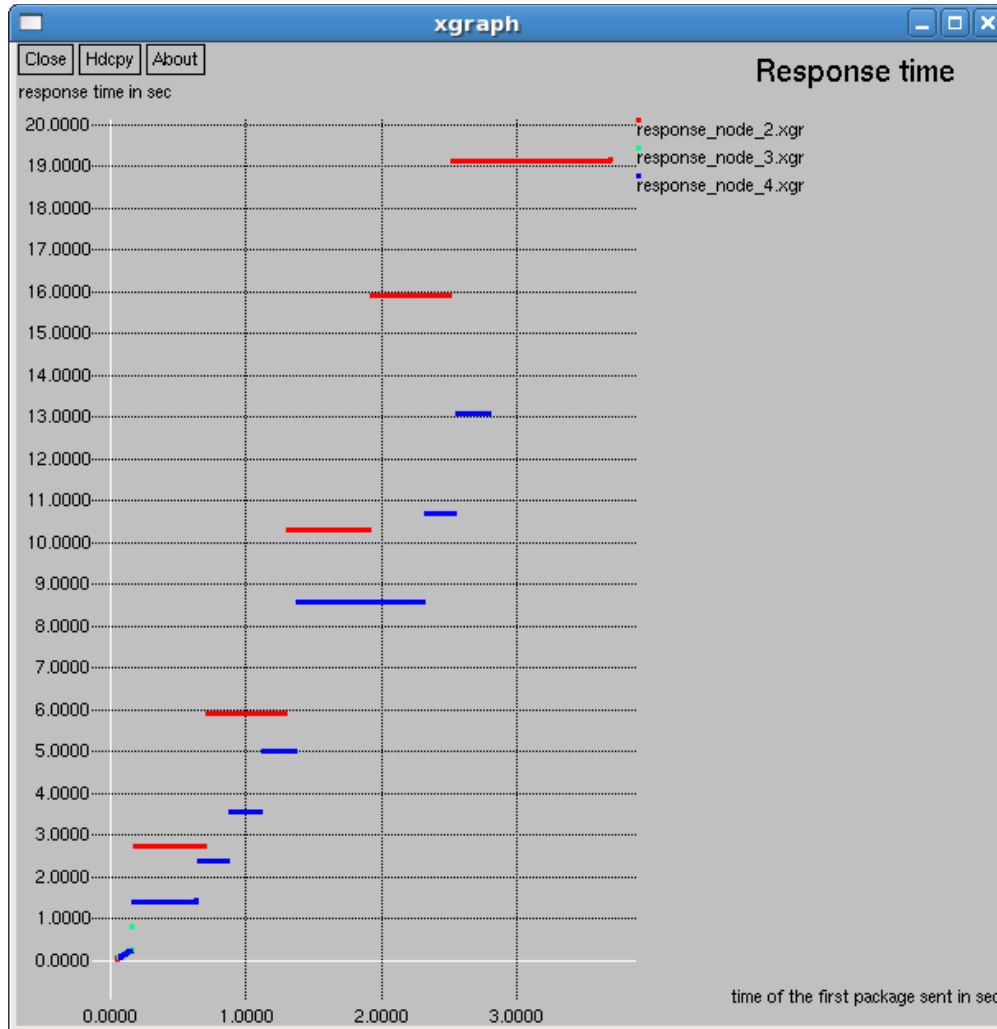 xgraph
Close Hdcpy About
Response time
response time in sec
20.0000
response_node_2.xgr
19.0000
response_node_3.xgr
18.0000
response_node_4.xgr
17.0000
16.0000
15.0000
14.0000
13.0000
12.0000
11.0000
10.0000
9.0000
8.0000
7.0000
6.0000
5.0000
4.0000
3.0000
2.0000
1.0000
0.0000
time of the first package sent in sec
0.0000 1.0000 2.0000 3.0000